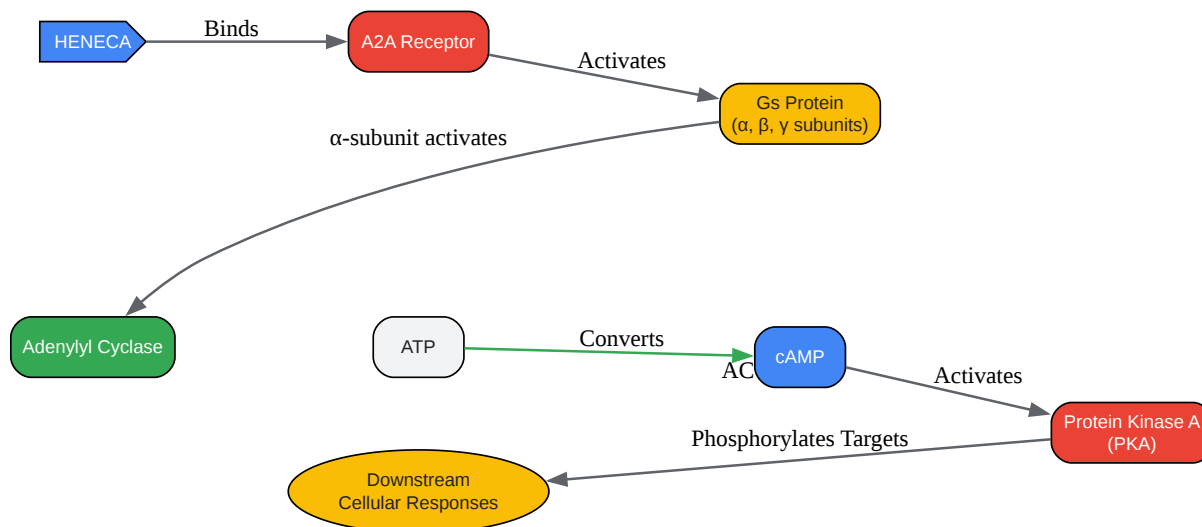 HENECA
Binds
A2A Receptor
Activates
Gs Protein
(α, β, γ subunits)
α-subunit activates
Adenylyl Cyclase
ATP
Converts
AC
cAMP
Activates
Protein Kinase A
(PKA)
Phosphorylates Targets
Downstream
Cellular Responses